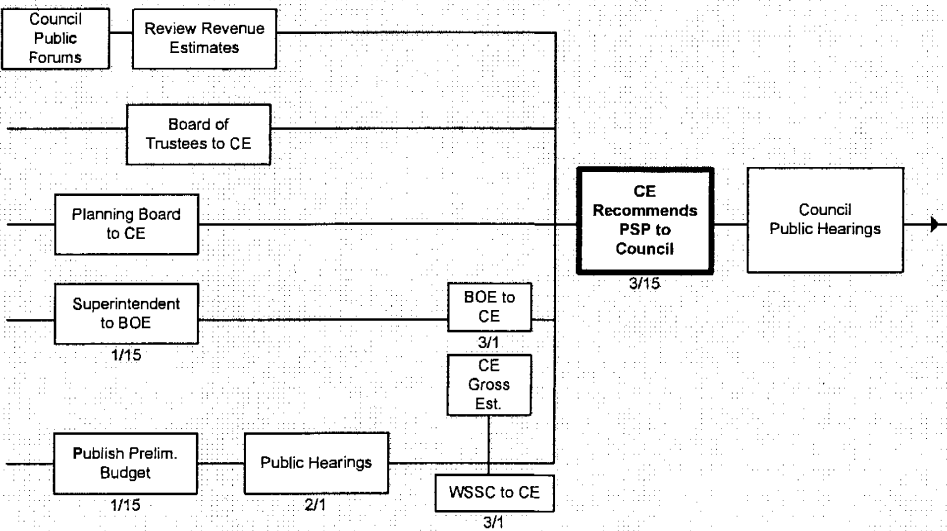 Council
Public
Forums
Review Revenue
Estimates
Board of
Trustees to CE
Planning Board
to CE
CE
Recommends
PSP to
Council
3/15
Council
Public Hearings
Superintendent
to BOE
1/15
BOE to
CE
3/1
CE
Gross
Est.
Publish Prelim.
Budget
1/15
Public Hearings
2/1
WSSC to CE
3/1